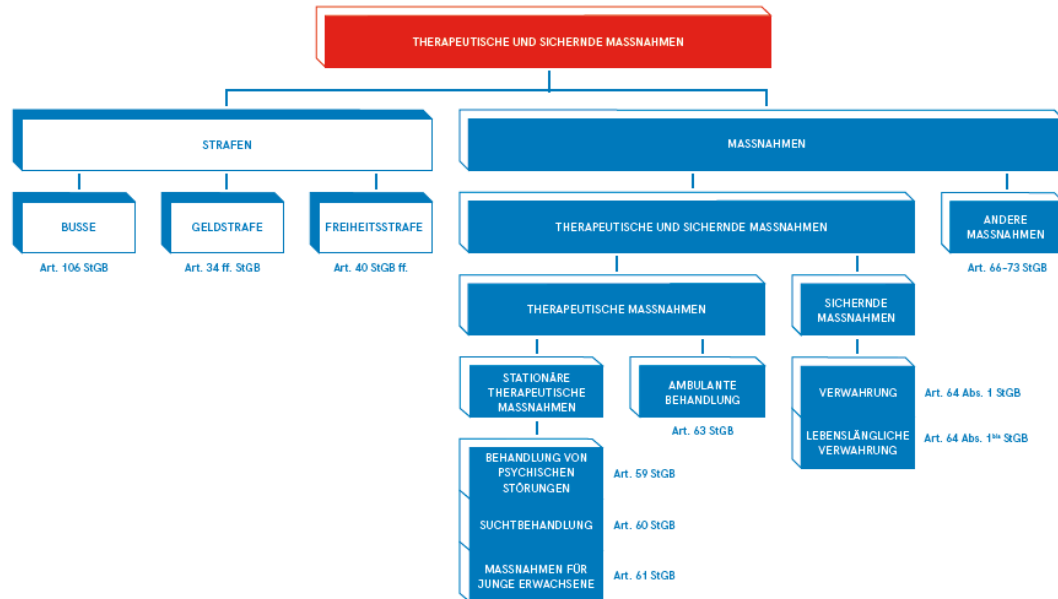 THERAPEUTISCHE UND SICHERNDE MASSNAHMEN
STRAFEN
MASSNAHMEN
BUSSE
GELDSTRAFE
FREIHEITSSTRAFE
THERAPEUTISCHE UND SICHERNDE MASSNAHMEN
ANDERE
MASSNAHMEN
Art. 106 StGB
Art. 34 ff. StGB
Art. 40 StGB ff.
Art. 66–73 StGB
THERAPEUTISCHE MASSNAHMEN
SICHERNDE
MASSNAHMEN
STATIONÄRE
THERAPEUTISCHE
MASSNAHMEN
AMBULANTE
BEHANDLUNG
Art. 63 StGB
VERWAHRUNG
Art. 64 Abs. 1 StGB
LEBENSLÄNGLICHE
VERWAHRUNG
Art. 64 Abs. 1bis StGB
BEHANDLUNG VON
PSYCHISCHEN
STÖRUNGEN
Art. 59 StGB
SUCHTBEHANDLUNG
Art. 60 StGB
MASSNAHMEN FÜR
JUNGE ERWACHSENE
Art. 61 StGB